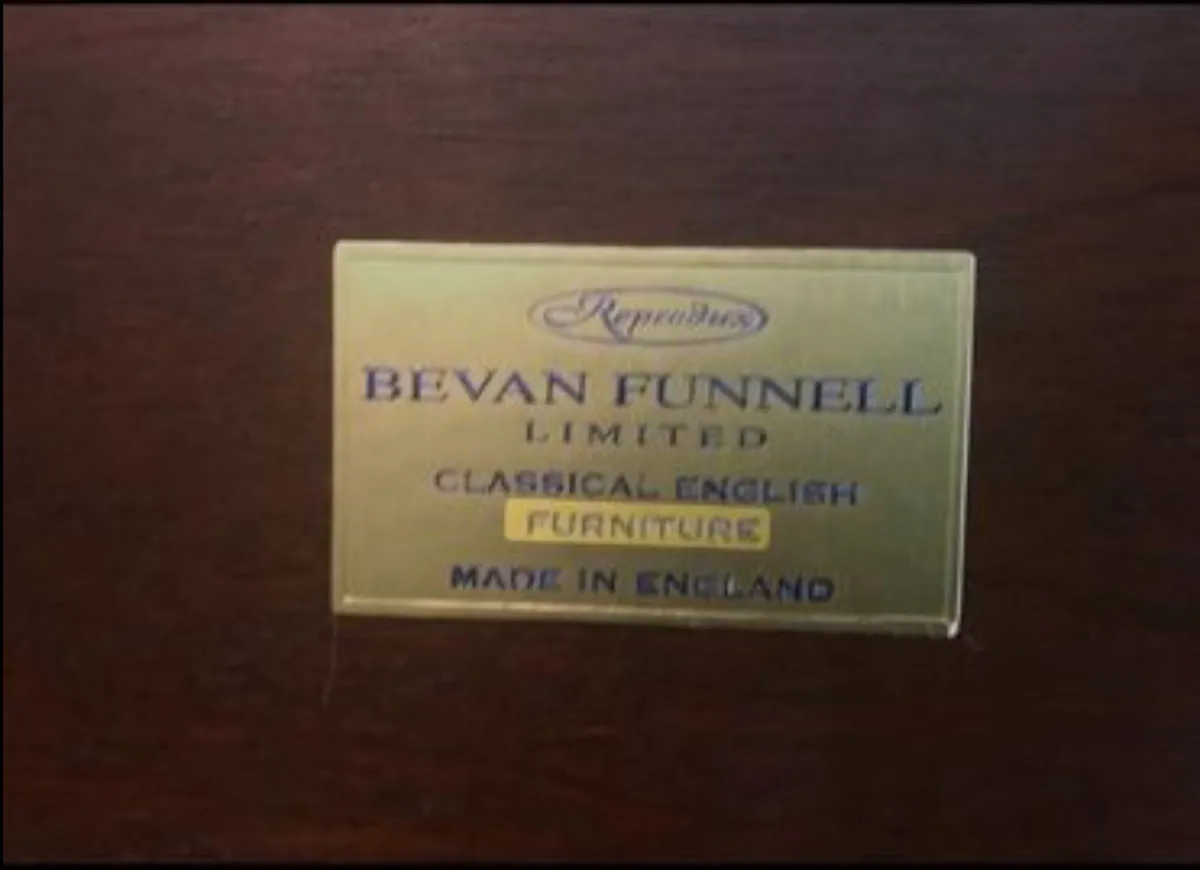 Reprodux
BEVAN FUNNELL
LIMITED
CLASSICAL ENGLISH
FURNITURE
MADE IN ENGLAND